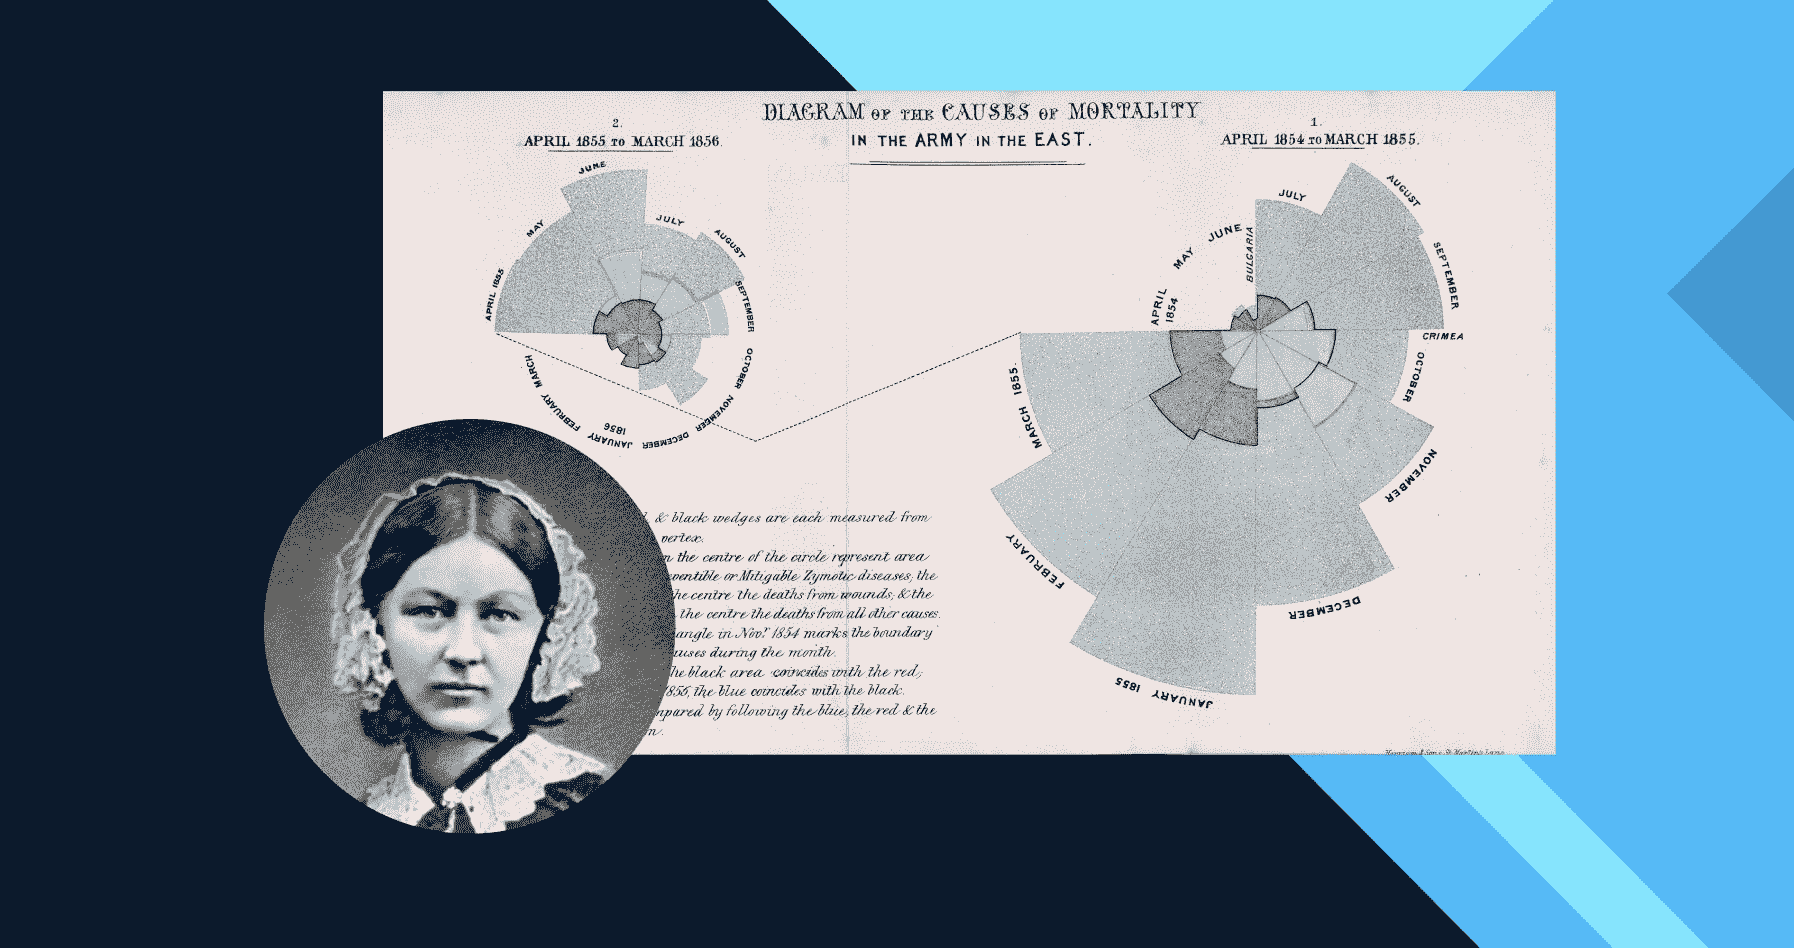 DIAGRAM OF THE CAUSES OF MORTALITY
IN THE ARMY IN THE EAST.
2.
APRIL 1855 TO MARCH 1856.
1.
APRIL 1854 TO MARCH 1855.
APRIL 1855
MAY
JUNE
JULY
AUGUST
SEPTEMBER
OCTOBER
NOVEMBER
DECEMBER
JANUARY
1856
FEBRUARY
MARCH
APRIL
1854
MAY
JUNE
BULGARIA
JULY
AUGUST
SEPTEMBER
CRIMEA
OCTOBER
NOVEMBER
DECEMBER
JANUARY 1855
FEBRUARY
MARCH 1855.
& black wedges are each measured from
vertex.
the centre of the circle represent area
Mitigable Zymotic diseases, the
the centre the deaths from wounds, & the
the centre the deaths from all other causes.
angle in Novr. 1854 marks the boundary
during the month.
black area coincides with the red,
the blue coincides with the black.
by following the blue, the red & the
Harrison & Sons St. Martins Lane